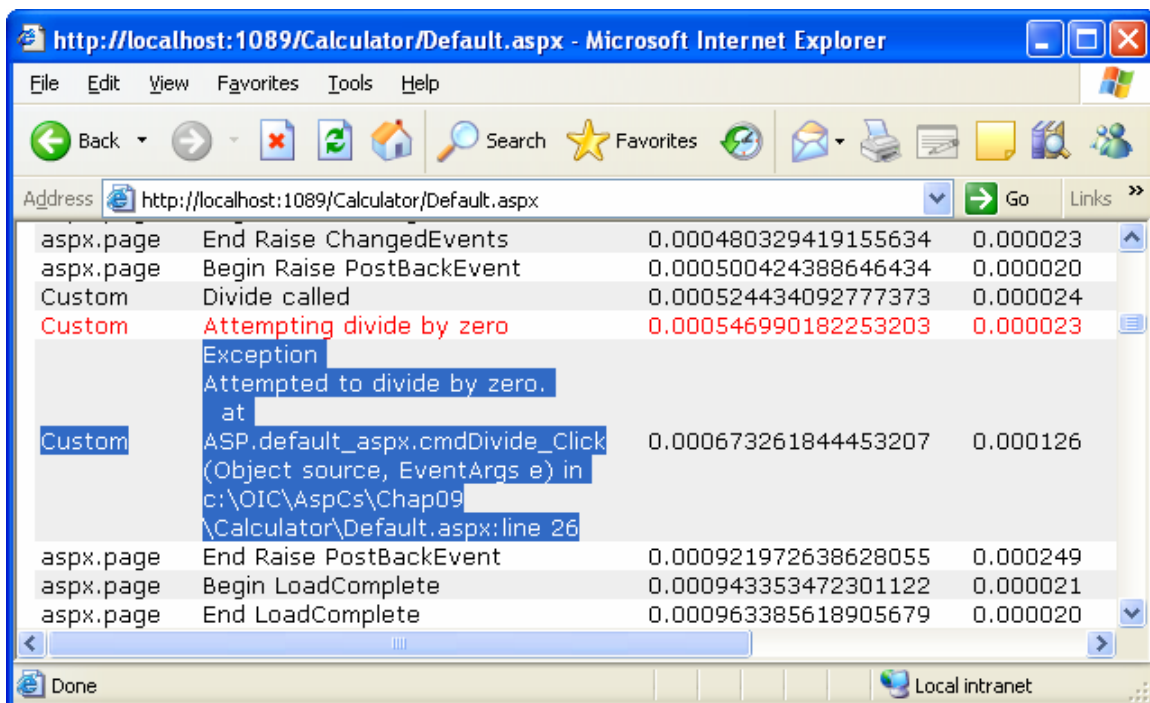 http://localhost:1089/Calculator/Default.aspx - Microsoft Internet Explorer
File Edit View Favorites Tools Help
Back Search Favorites
Address http://localhost:1089/Calculator/Default.aspx Go Links »
aspx.page End Raise ChangedEvents 0.000480329419155634 0.000023
aspx.page Begin Raise PostBackEvent 0.000500424388646434 0.000020
Custom Divide called 0.000524434092777373 0.000024
Custom Attempting divide by zero 0.000546990182253203 0.000023
Exception
Attempted to divide by zero.
at
Custom ASP.default_aspx.cmdDivide_Click 0.000673261844453207 0.000126
(Object source, EventArgs e) in
c:\OIC\AspCs\Chap09
\Calculator\Default.aspx:line 26
aspx.page End Raise PostBackEvent 0.000921972638628055 0.000249
aspx.page Begin LoadComplete 0.000943353472301122 0.000021
aspx.page End LoadComplete 0.000963385618905679 0.000020
Done Local intranet